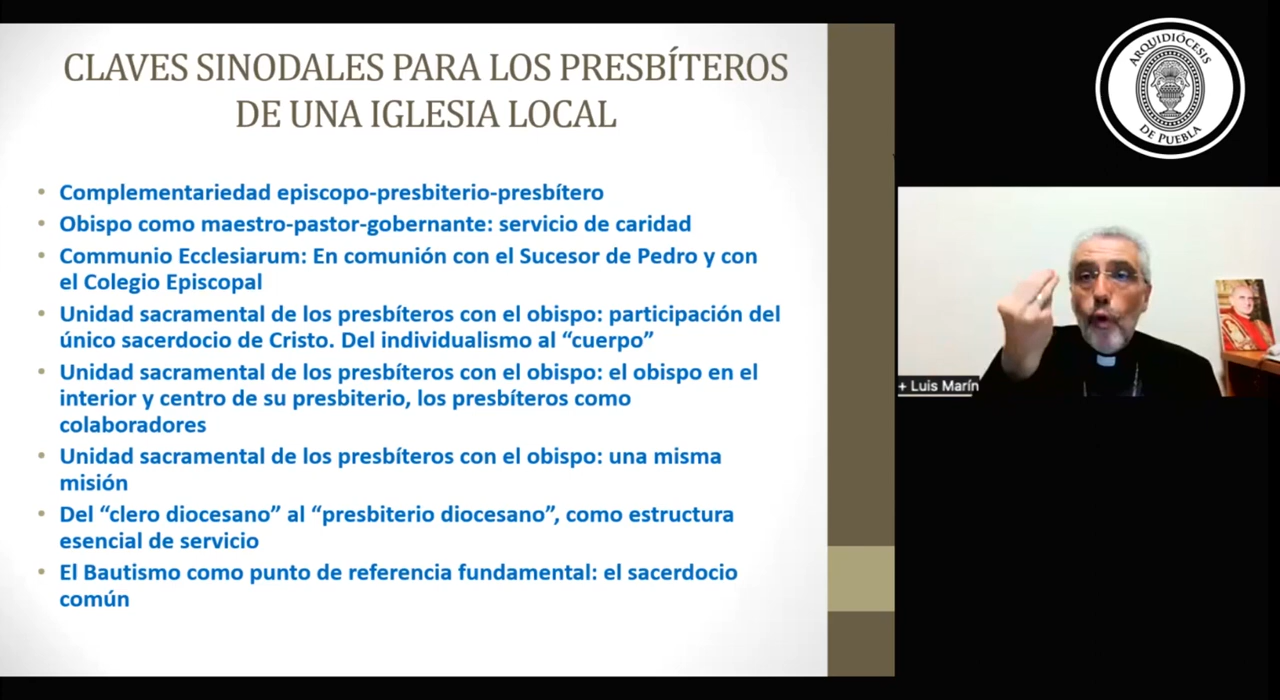 CLAVES SINODALES PARA LOS PRESBÍTEROS
DE UNA IGLESIA LOCAL
• Complementariedad episcopo-presbiterio-presbítero
• Obispo como maestro-pastor-gobernante: servicio de caridad
• Communio Ecclesiarum: En comunión con el Sucesor de Pedro y con
el Colegio Episcopal
• Unidad sacramental de los presbíteros con el obispo: participación del
único sacerdocio de Cristo. Del individualismo al “cuerpo”
• Unidad sacramental de los presbíteros con el obispo: el obispo en el
interior y centro de su presbiterio, los presbíteros como
colaboradores
• Unidad sacramental de los presbíteros con el obispo: una misma
misión
• Del “clero diocesano” al “presbiterio diocesano”, como estructura
esencial de servicio
• El Bautismo como punto de referencia fundamental: el sacerdocio
común
ARQUIDIÓCESIS
DE PUEBLA
+ Luis Marín